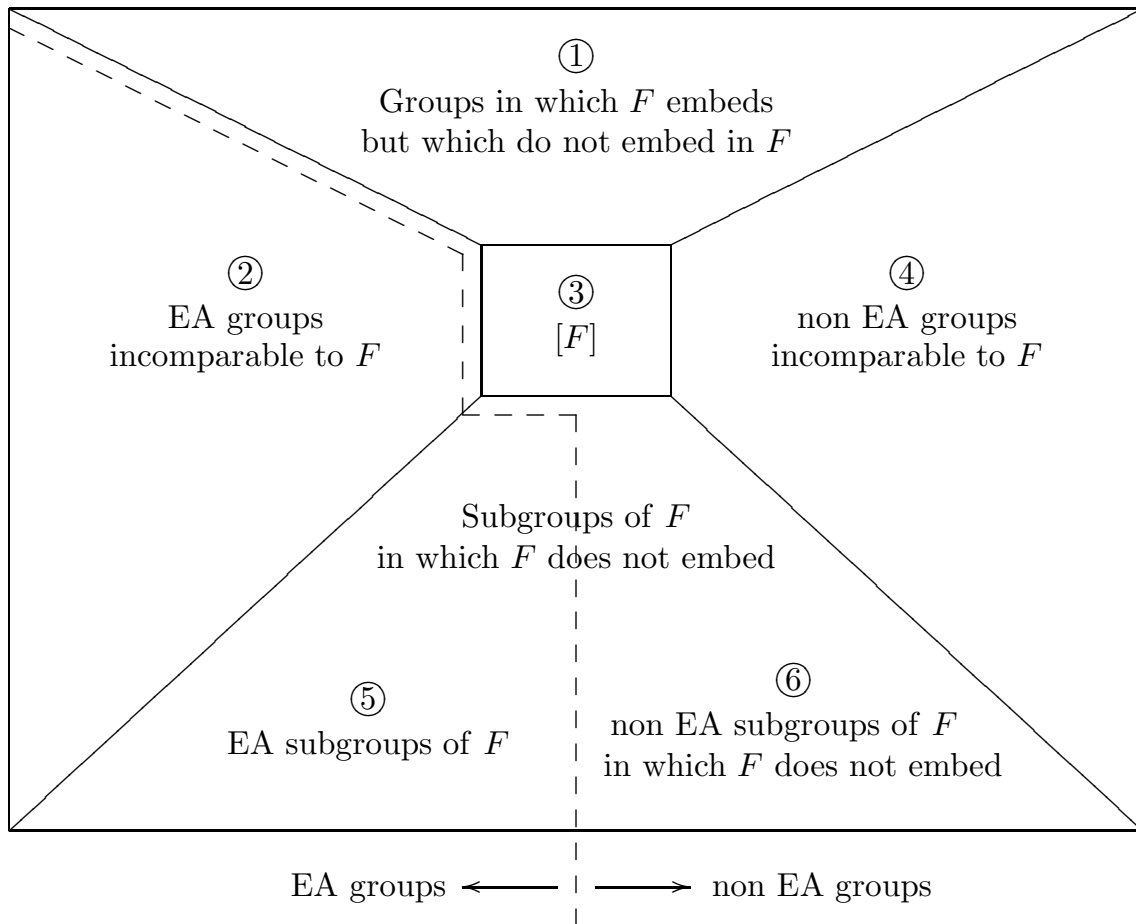 ①
Groups in which F embeds
but which do not embed in F
②
EA groups
incomparable to F
③
[F]
④
non EA groups
incomparable to F
Subgroups of F
in which F does not embed
⑤
EA subgroups of F
⑥
non EA subgroups of F
in which F does not embed
EA groups
non EA groups